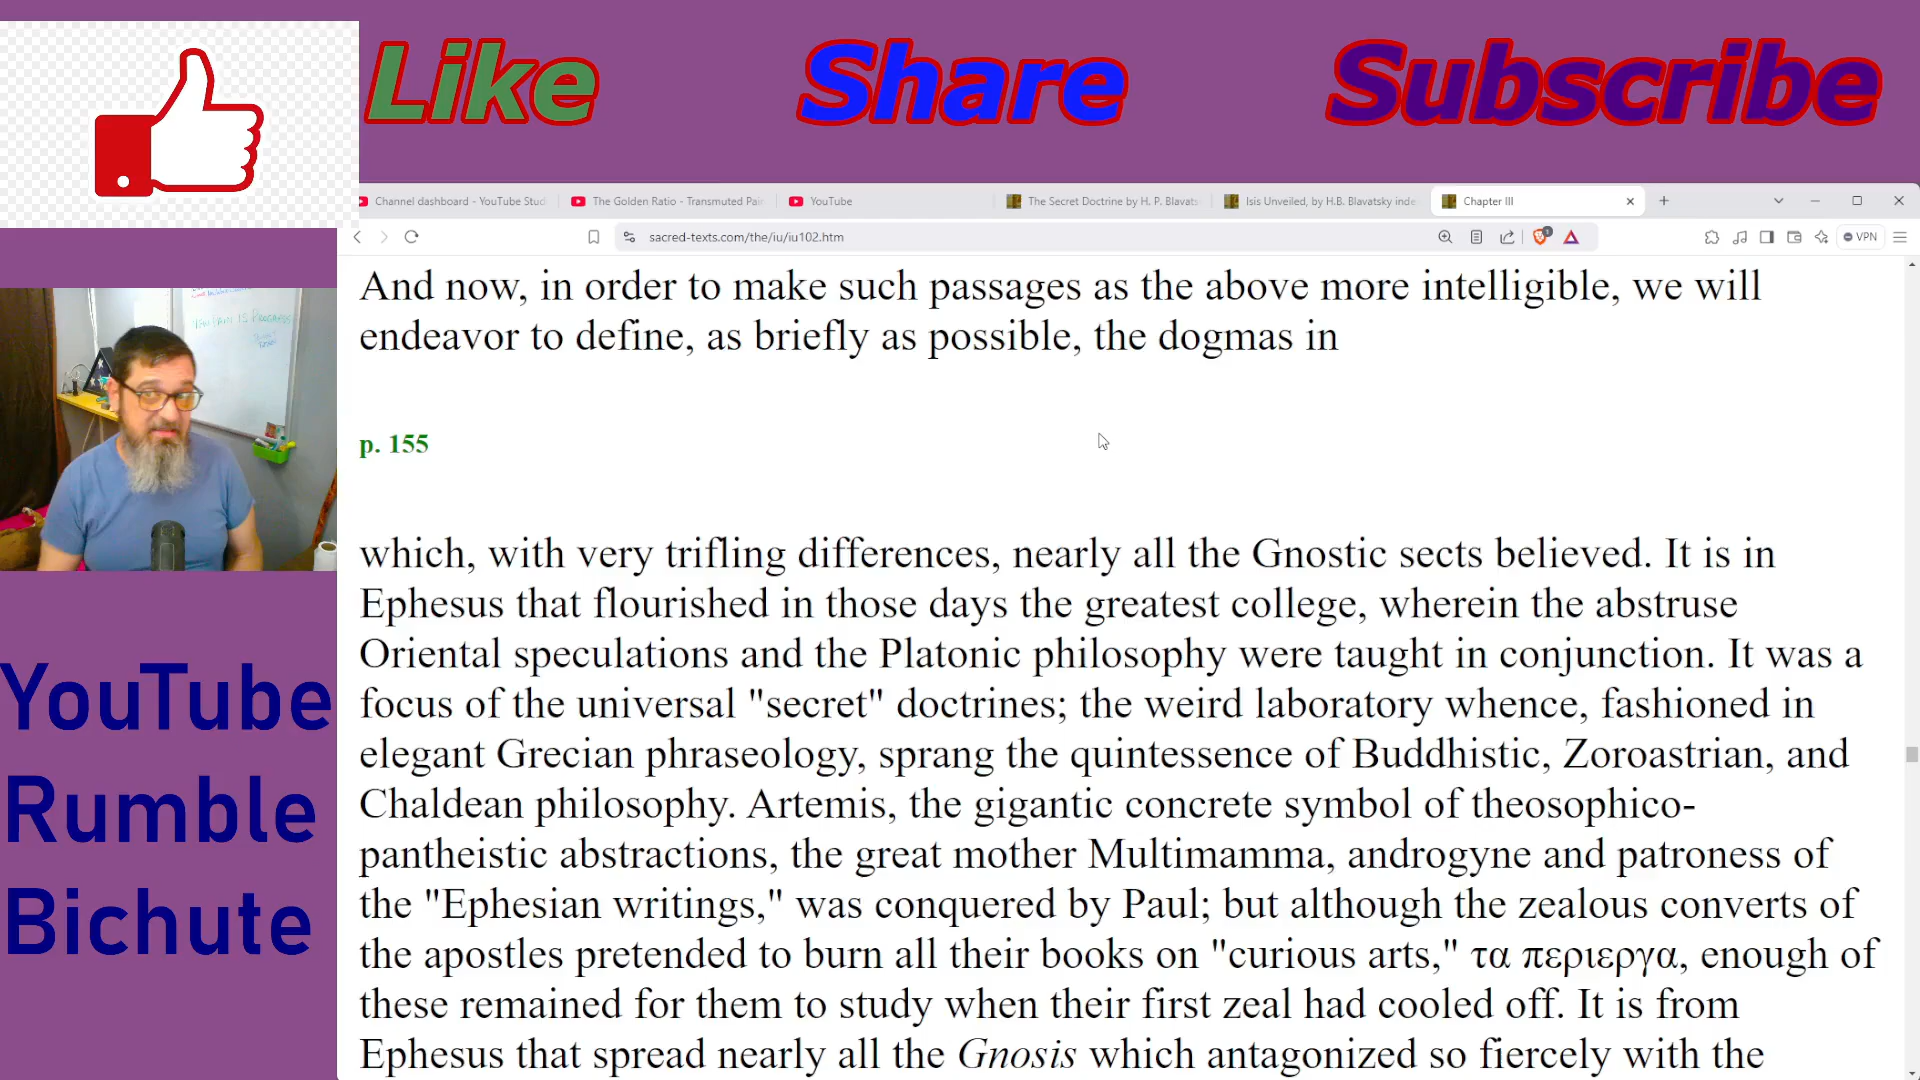 Like Share Subscribe
Channel dashboard - YouTube Stud
The Golden Ratio - Transmuted Pai
YouTube
The Secret Doctrine by H. P. Blavats
Isis Unveiled, by H.B. Blavatsky inde
Chapter III
sacred-texts.com/the/iu/iu102.htm
1
VPN
And now, in order to make such passages as the above more intelligible, we will
endeavor to define, as briefly as possible, the dogmas in
p. 155
which, with very trifling differences, nearly all the Gnostic sects believed. It is in
Ephesus that flourished in those days the greatest college, wherein the abstruse
Oriental speculations and the Platonic philosophy were taught in conjunction. It was a
focus of the universal "secret" doctrines; the weird laboratory whence, fashioned in
elegant Grecian phraseology, sprang the quintessence of Buddhistic, Zoroastrian, and
Chaldean philosophy. Artemis, the gigantic concrete symbol of theosophico-
pantheistic abstractions, the great mother Multimamma, androgyne and patroness of
the "Ephesian writings," was conquered by Paul; but although the zealous converts of
the apostles pretended to burn all their books on "curious arts," τα περιεργα, enough of
these remained for them to study when their first zeal had cooled off. It is from
Ephesus that spread nearly all the Gnosis which antagonized so fiercely with the
YouTube
Rumble
Bichute